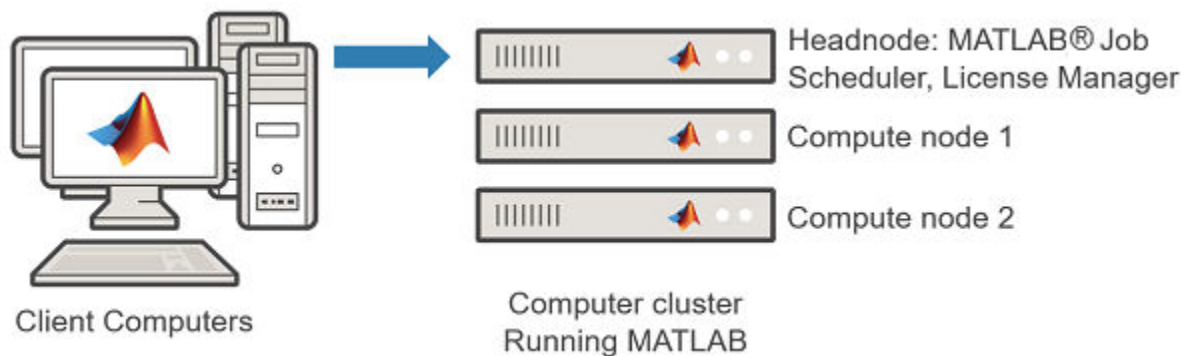 Headnode: MATLAB® Job
Scheduler, License Manager
Compute node 1
Compute node 2
Client Computers
Computer cluster
Running MATLAB